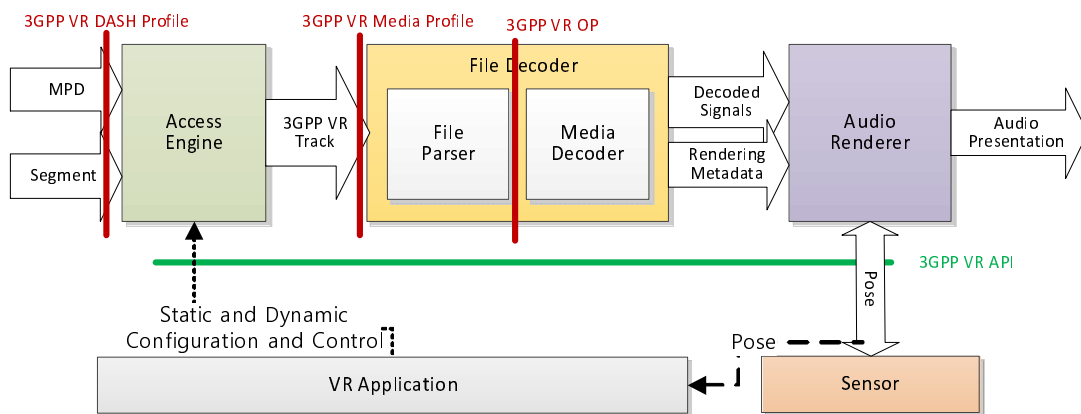 3GPP VR DASH Profile
3GPP VR Media Profile
3GPP VR OP
MPD
Segment
Access
Engine
3GPP VR
Track
File Decoder
File
Parser
Media
Decoder
Decoded
Signals
Rendering
Metadata
Audio
Renderer
Audio
Presentation
3GPP VR API
Pose
Static and Dynamic
Configuration and Control
Pose
VR Application
Sensor